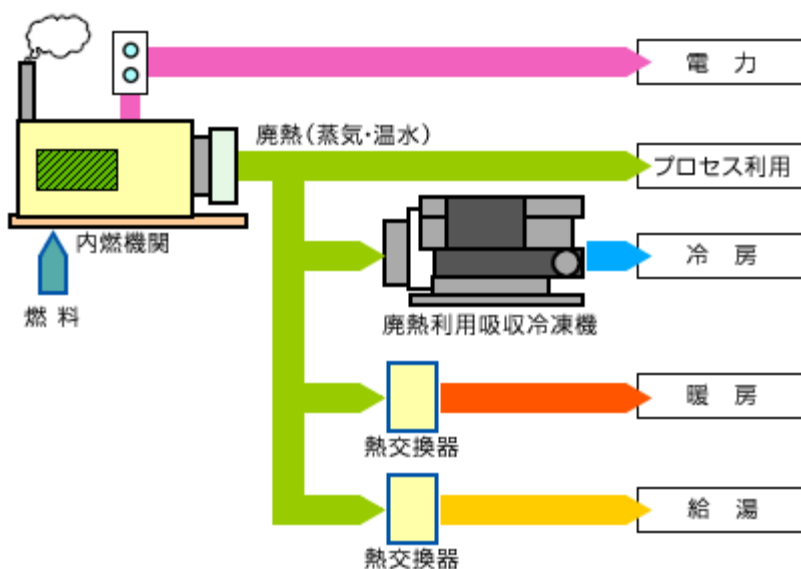 電 力
廃熱(蒸気・温水)
プロセス利用
内燃機関
冷 房
燃 料
廃熱利用吸収冷凍機
暖 房
熱交換器
給 湯
熱交換器